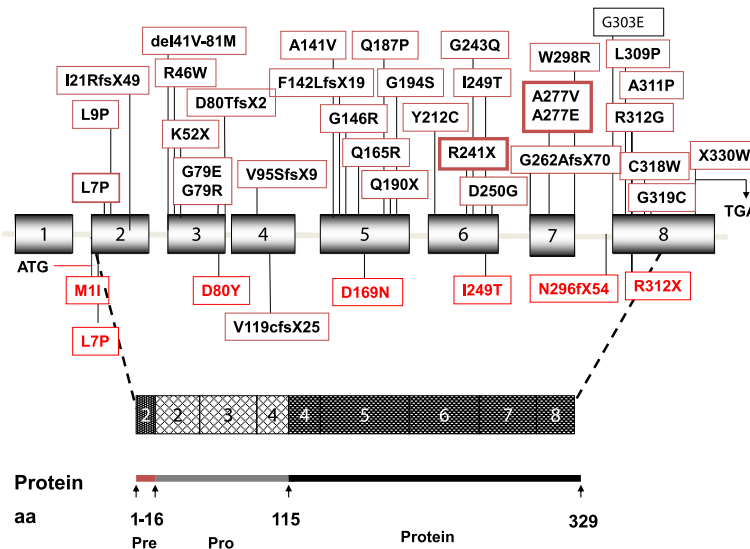 G303E
del41V-81M
A141V
Q187P
G243Q
W298R
L309P
I21RfsX49
R46W
F142LfsX19
G194S
I249T
A311P
L9P
D80TfsX2
G146R
Y212C
A277V
A277E
R312G
K52X
Q165R
R241X
G262AfsX70
X330W
L7P
G79E
G79R
V95SfsX9
Q190X
D250G
C318W
G319C
TGA
1
2
3
4
5
6
7
8
ATG
M1I
D80Y
D169N
I249T
N296fX54
R312X
L7P
V119cfsX25
2 2 3 4 4 5 6 7 8
Protein
aa
1-16
115
329
Pre
Pro
Protein